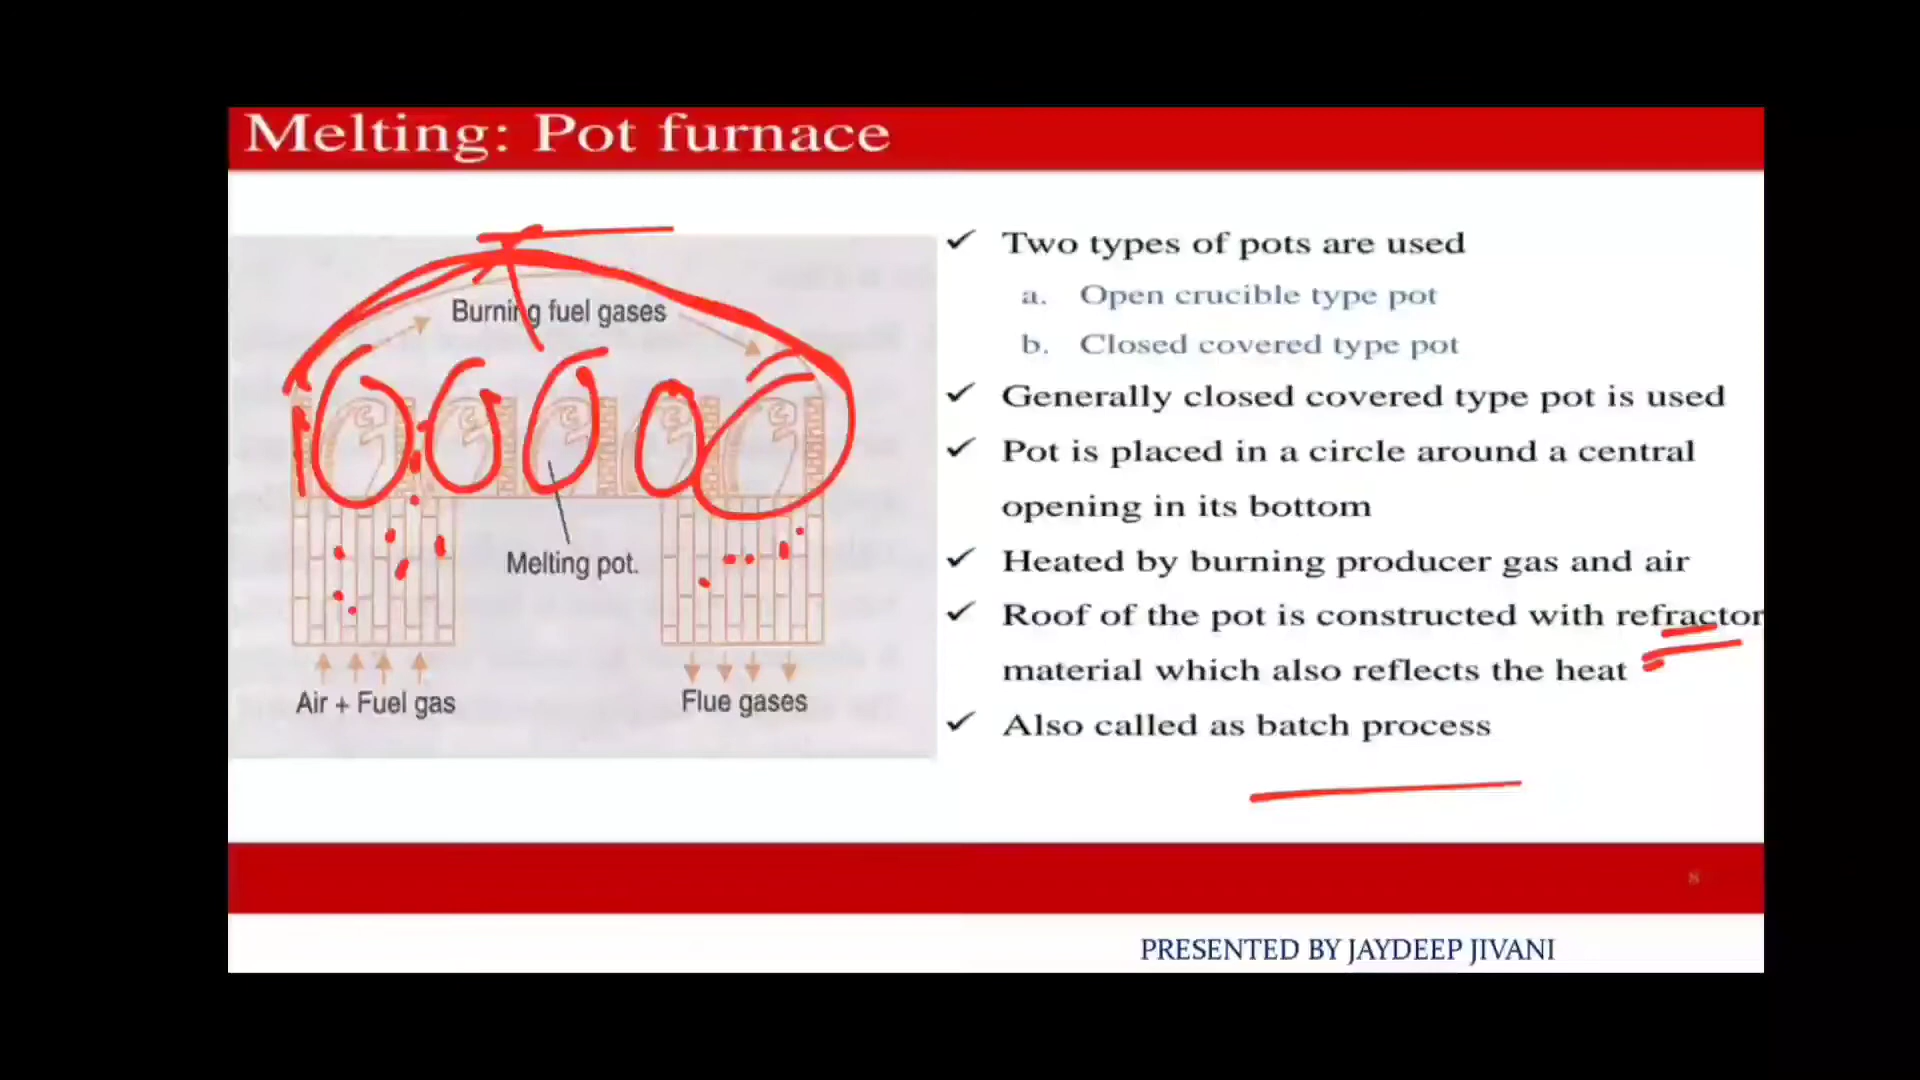 Melting: Pot furnace
Burning fuel gases
Melting pot.
Air + Fuel gas
Flue gases
✓ Two types of pots are used
a. Open crucible type pot
b. Closed covered type pot
✓ Generally closed covered type pot is used
✓ Pot is placed in a circle around a central
opening in its bottom
✓ Heated by burning producer gas and air
✓ Roof of the pot is constructed with refractor
material which also reflects the heat
✓ Also called as batch process
8
PRESENTED BY JAYDEEP JIVANI